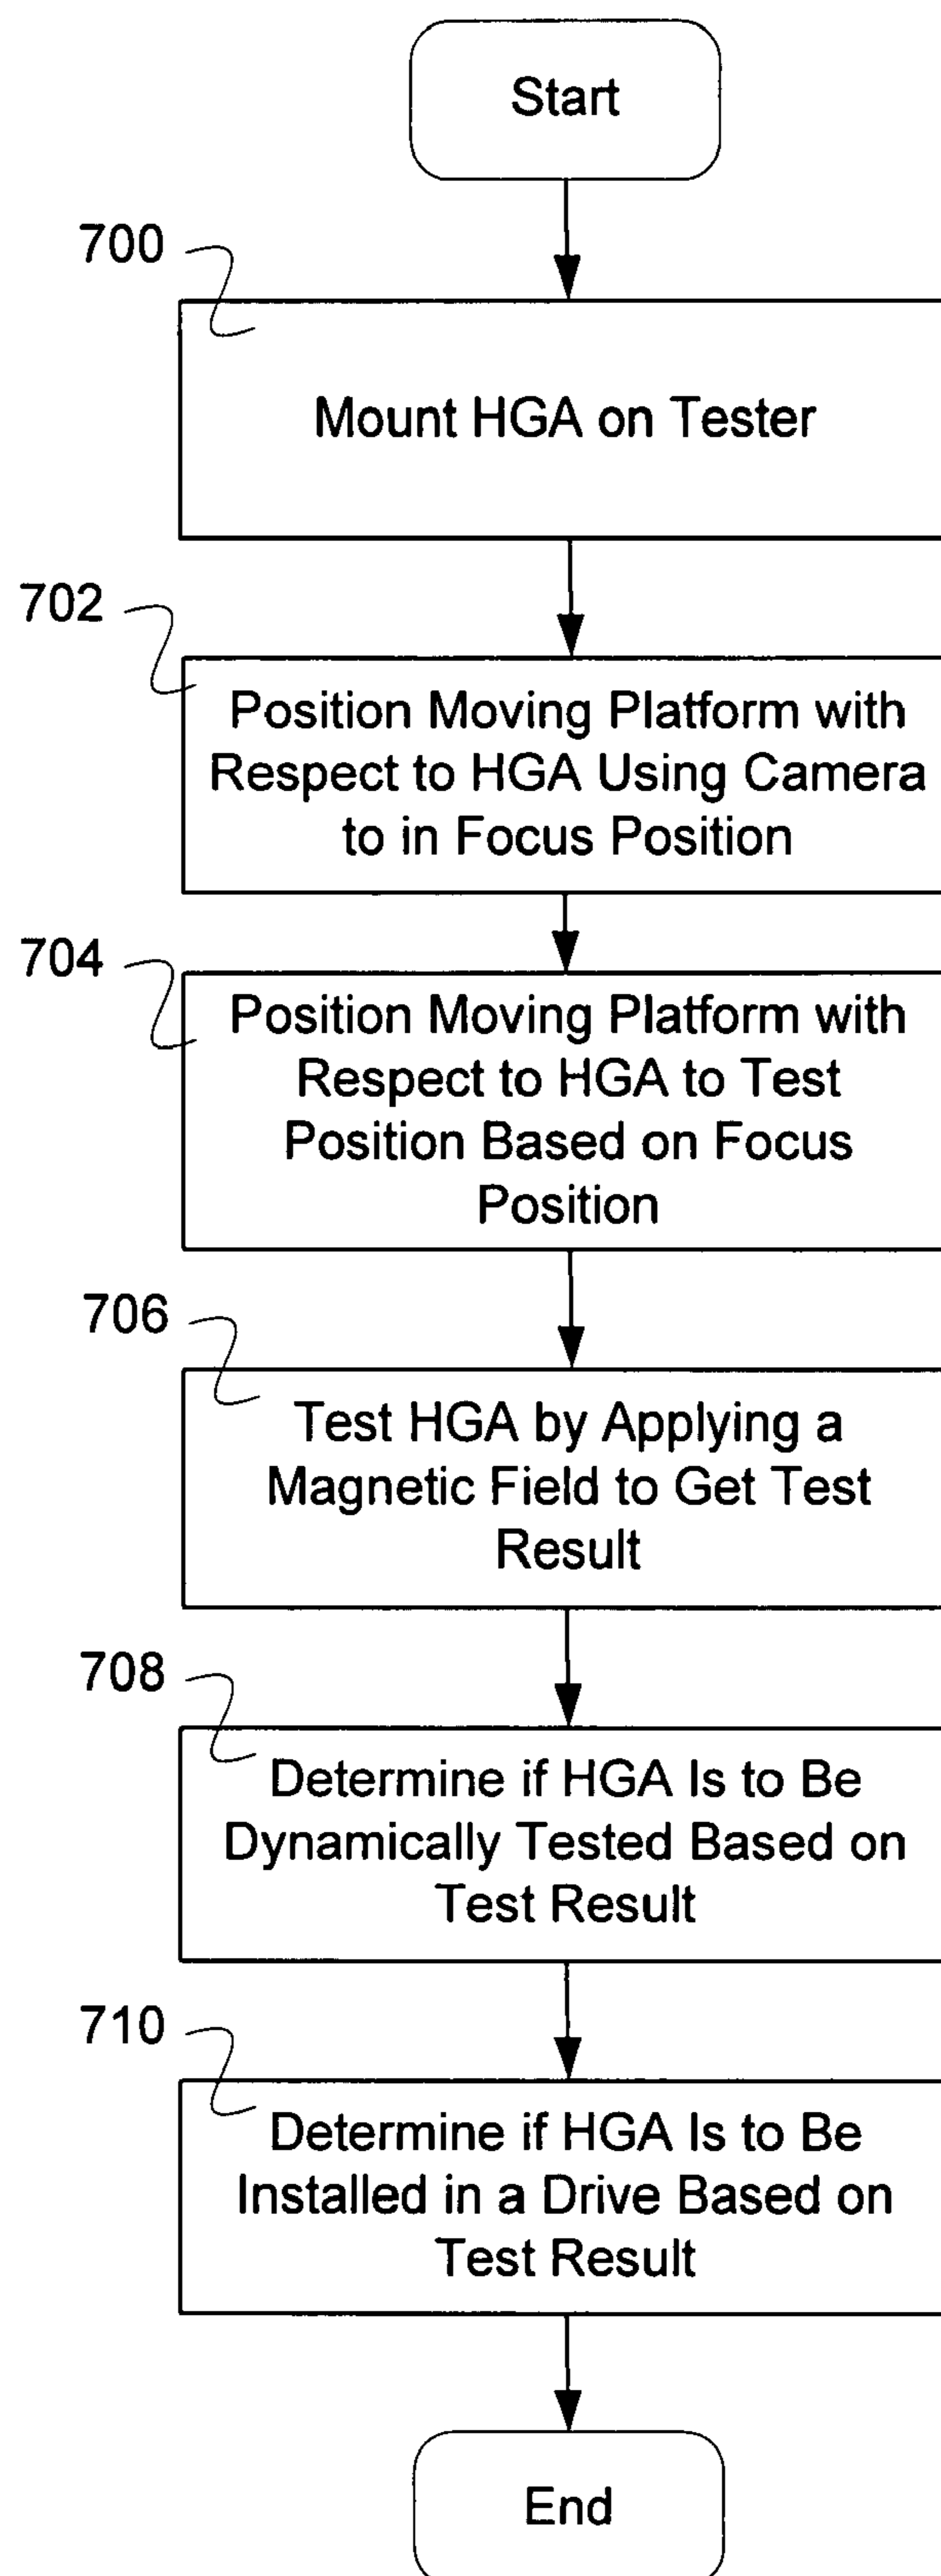 Start
700
Mount HGA on Tester
702
Position Moving Platform with
Respect to HGA Using Camera
to in Focus Position
704
Position Moving Platform with
Respect to HGA to Test
Position Based on Focus
Position
706
Test HGA by Applying a
Magnetic Field to Get Test
Result
708
Determine if HGA Is to Be
Dynamically Tested Based on
Test Result
710
Determine if HGA Is to Be
Installed in a Drive Based on
Test Result
End